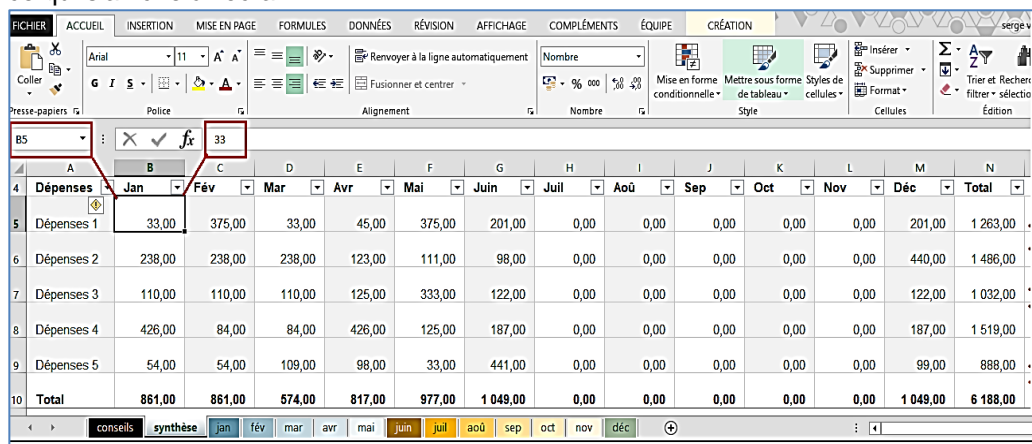 FICHIER ACCUEIL INSERTION MISE EN PAGE FORMULES DONNÉES RÉVISION AFFICHAGE COMPLÉMENTS ÉQUIPE CRÉATION serge
Coller Arial 11 A A Renvoyer à la ligne automatiquement Nombre Mise en forme conditionnelle Mettre sous forme de tableau Styles de cellules Insérer Σ
G I S A Fusionner et centrer % 000 Supprimer Trier et filtrer
Format
Presse-papiers Police Alignement Nombre Style Cellules Édition
B5 fx 33
A B C D E F G H I J K L M N
4 Dépenses Jan Fév Mar Avr Mai Juin Juil Aoû Sep Oct Nov Déc Total
5 Dépenses 1 33,00 375,00 33,00 45,00 375,00 201,00 0,00 0,00 0,00 0,00 0,00 201,00 1 263,00
6 Dépenses 2 238,00 238,00 238,00 123,00 111,00 98,00 0,00 0,00 0,00 0,00 0,00 440,00 1 486,00
7 Dépenses 3 110,00 110,00 110,00 125,00 333,00 122,00 0,00 0,00 0,00 0,00 0,00 122,00 1 032,00
8 Dépenses 4 426,00 84,00 84,00 426,00 125,00 187,00 0,00 0,00 0,00 0,00 0,00 187,00 1 519,00
9 Dépenses 5 54,00 54,00 109,00 98,00 33,00 441,00 0,00 0,00 0,00 0,00 0,00 99,00 888,00
10 Total 861,00 861,00 574,00 817,00 977,00 1 049,00 0,00 0,00 0,00 0,00 0,00 1 049,00 6 188,00
conseils synthèse jan fév mar avr mai juin juil aoû sep oct nov déc